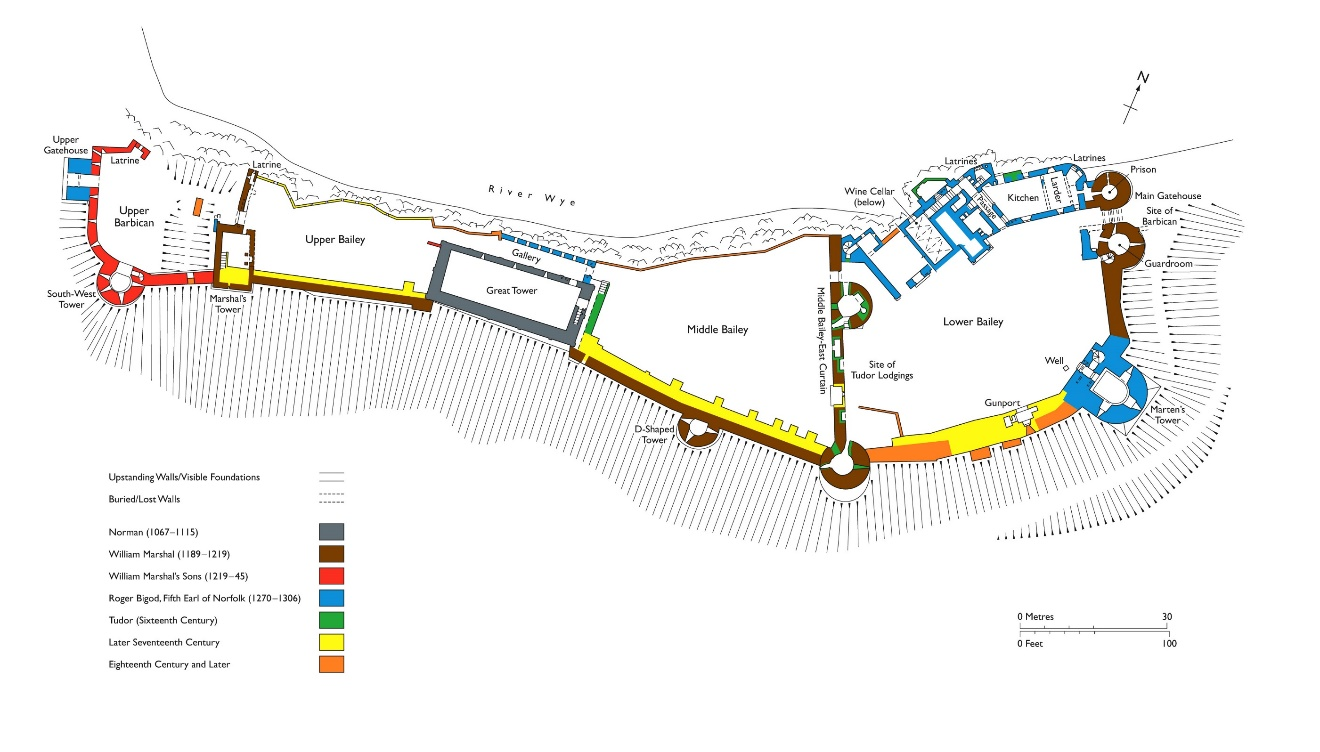 N
Upper
Gatehouse
Latrine
Upper
Barbican
South-West
Tower
Latrine
Marshal's
Tower
Upper Bailey
River Wye
Gallery
Great Tower
Middle Bailey
D-Shaped
Tower
Middle Bailey-East Curtain
Wine Cellar
(below)
Latrines
Passage
Kitchen
Larder
Latrines
Prison
Main Gatehouse
Site of
Barbican
Guardroom
Lower Bailey
Site of
Tudor Lodgings
Well
Gunport
Marten's
Tower
Upstanding Walls/Visible Foundations
Buried/Lost Walls
Norman (1067–1115)
William Marshal (1189–1219)
William Marshal's Sons (1219–45)
Roger Bigod, Fifth Earl of Norfolk (1270–1306)
Tudor (Sixteenth Century)
Later Seventeenth Century
Eighteenth Century and Later
0 Metres 30
0 Feet 100